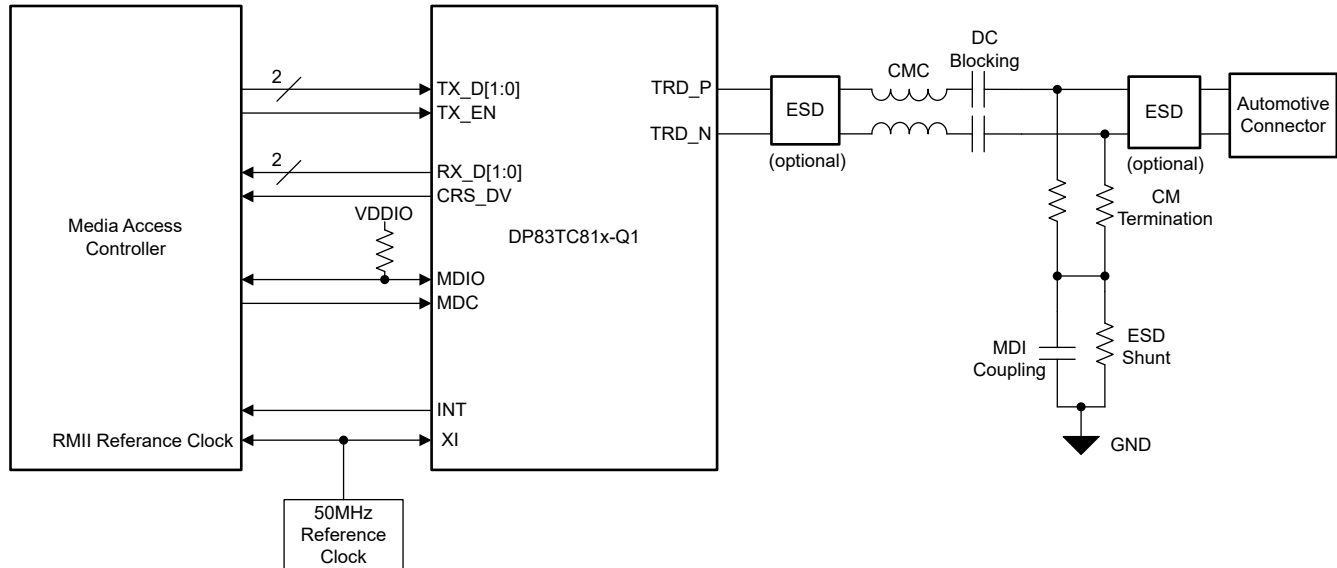 2
TX_D[1:0]
TX_EN
2
RX_D[1:0]
CRS_DV
VDDIO
Media Access
Controller
DP83TC81x-Q1
MDIO
MDC
INT
RMII Referance Clock
XI
50MHz
Reference
Clock
TRD_P
TRD_N
ESD
(optional)
CMC
DC
Blocking
ESD
(optional)
Automotive
Connector
CM
Termination
MDI
Coupling
ESD
Shunt
GND